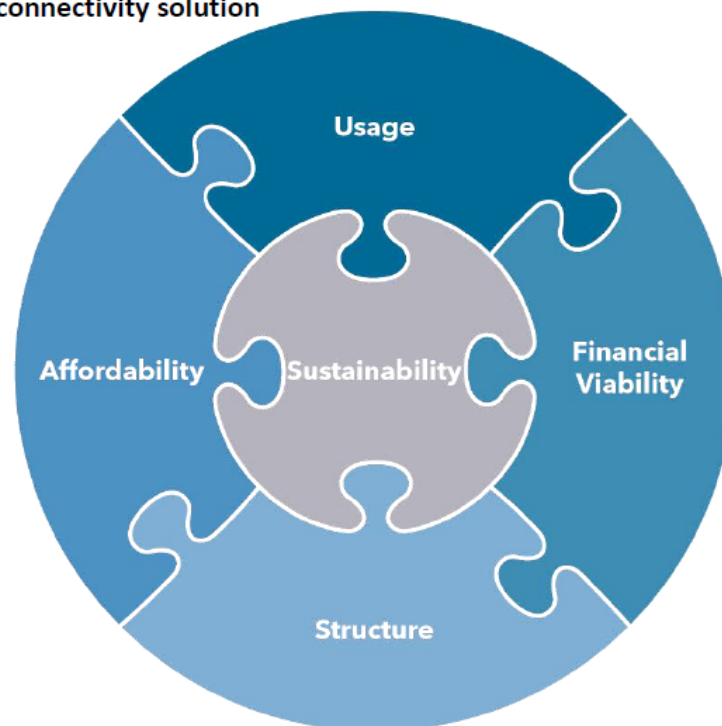 connectivity solution
Usage
Affordability
Sustainability
Financial
Viability
Structure